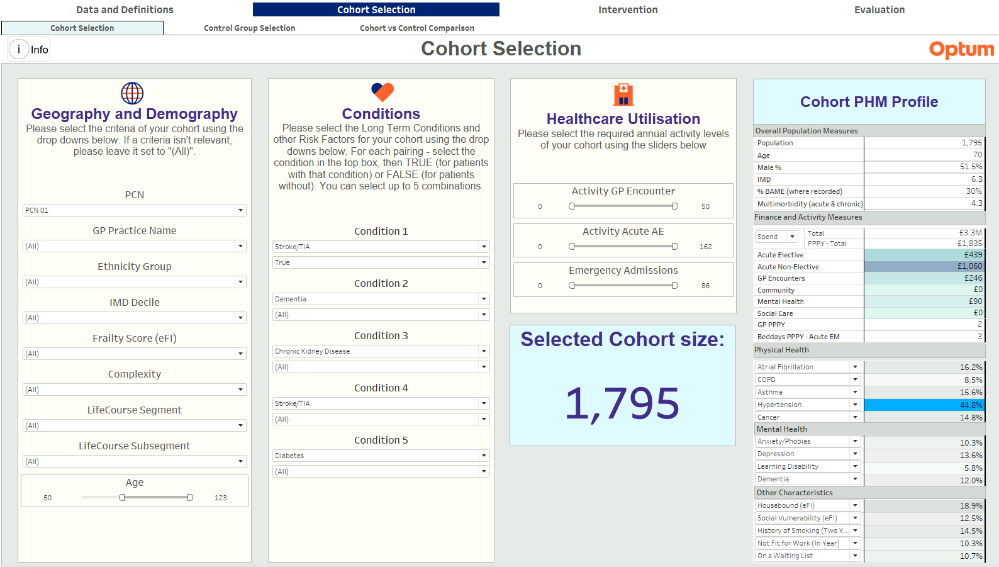 Data and Definitions
Cohort Selection
Intervention
Evaluation
Cohort Selection
Control Group Selection
Cohort vs Control Comparison
i Info
Cohort Selection
Optum
Geography and Demography
Please select the criteria of your cohort using the
drop downs below. If a criteria isn't relevant,
please leave it set to "(All)".
PCN
PCN 01
GP Practice Name
(All)
Ethnicity Group
(All)
IMD Decile
(All)
Frailty Score (eFI)
(All)
Complexity
(All)
LifeCourse Segment
(All)
LifeCourse Subsegment
(All)
Age
50 123
Conditions
Please select the Long Term Conditions and
other Risk Factors for your cohort using the drop
downs below. For each pairing - select the
condition in the top box, then TRUE (for patients
with that condition) or FALSE (for patients
without). You can select up to 5 combinations.
Condition 1
Stroke/TIA
True
Condition 2
Dementia
(All)
Condition 3
Chronic Kidney Disease
(All)
Condition 4
Stroke/TIA
(All)
Condition 5
Diabetes
(All)
Healthcare Utilisation
Please select the required annual activity levels
of your cohort using the sliders below
Activity GP Encounter
0 50
Activity Acute AE
0 162
Emergency Admissions
0 86
Selected Cohort size:
1,795
Cohort PHM Profile
Overall Population Measures
Population 1,795
Age 70
Male % 51.5%
IMD 6.3
% BAME (where recorded) 30%
Multimorbidity (acute & chronic) 4.3
Finance and Activity Measures
Spend
Total £3.3M
PPPY - Total £1,835
Acute Elective £439
Acute Non-Elective £1,060
GP Encounters £246
Community £0
Mental Health £90
Social Care £0
GP PPPY 2
Beddays PPPY - Acute EM 3
Physical Health
Atrial Fibrillation 16.2%
COPD 8.5%
Asthma 15.6%
Hypertension 44.8%
Cancer 14.8%
Mental Health
Anxiety/Phobias 10.3%
Depression 13.6%
Learning Disability 5.8%
Dementia 12.0%
Other Characteristics
Housebound (eFI) 18.9%
Social Vulnerability (eFI) 12.5%
History of Smoking (Two Y... 14.5%
Not Fit for Work (In Year) 10.3%
On a Waiting List 10.7%